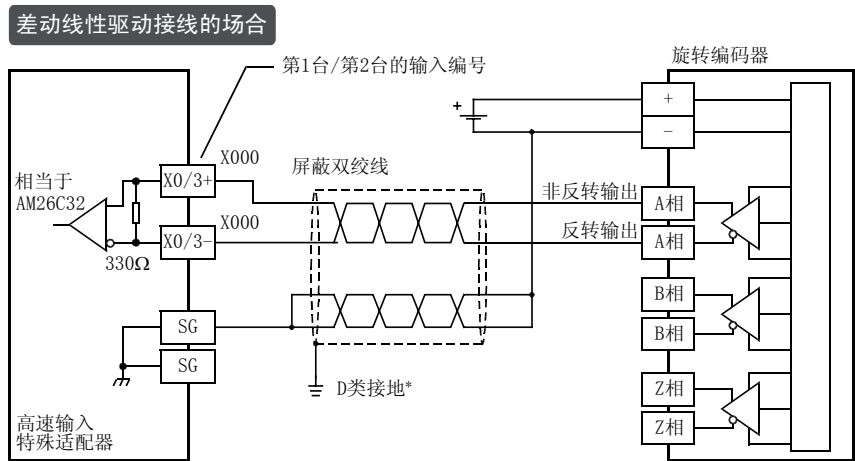 差动线性驱动接线的场合
第1台/第2台的输入编号
旋转编码器
+
+
-
X000
屏蔽双绞线
相当于
AM26C32
X0/3+
非反转输出
A相
X000
X0/3-
反转输出
A相
330Ω
B相
SG
B相
SG
D类接地*
Z相
高速输入
特殊适配器
Z相